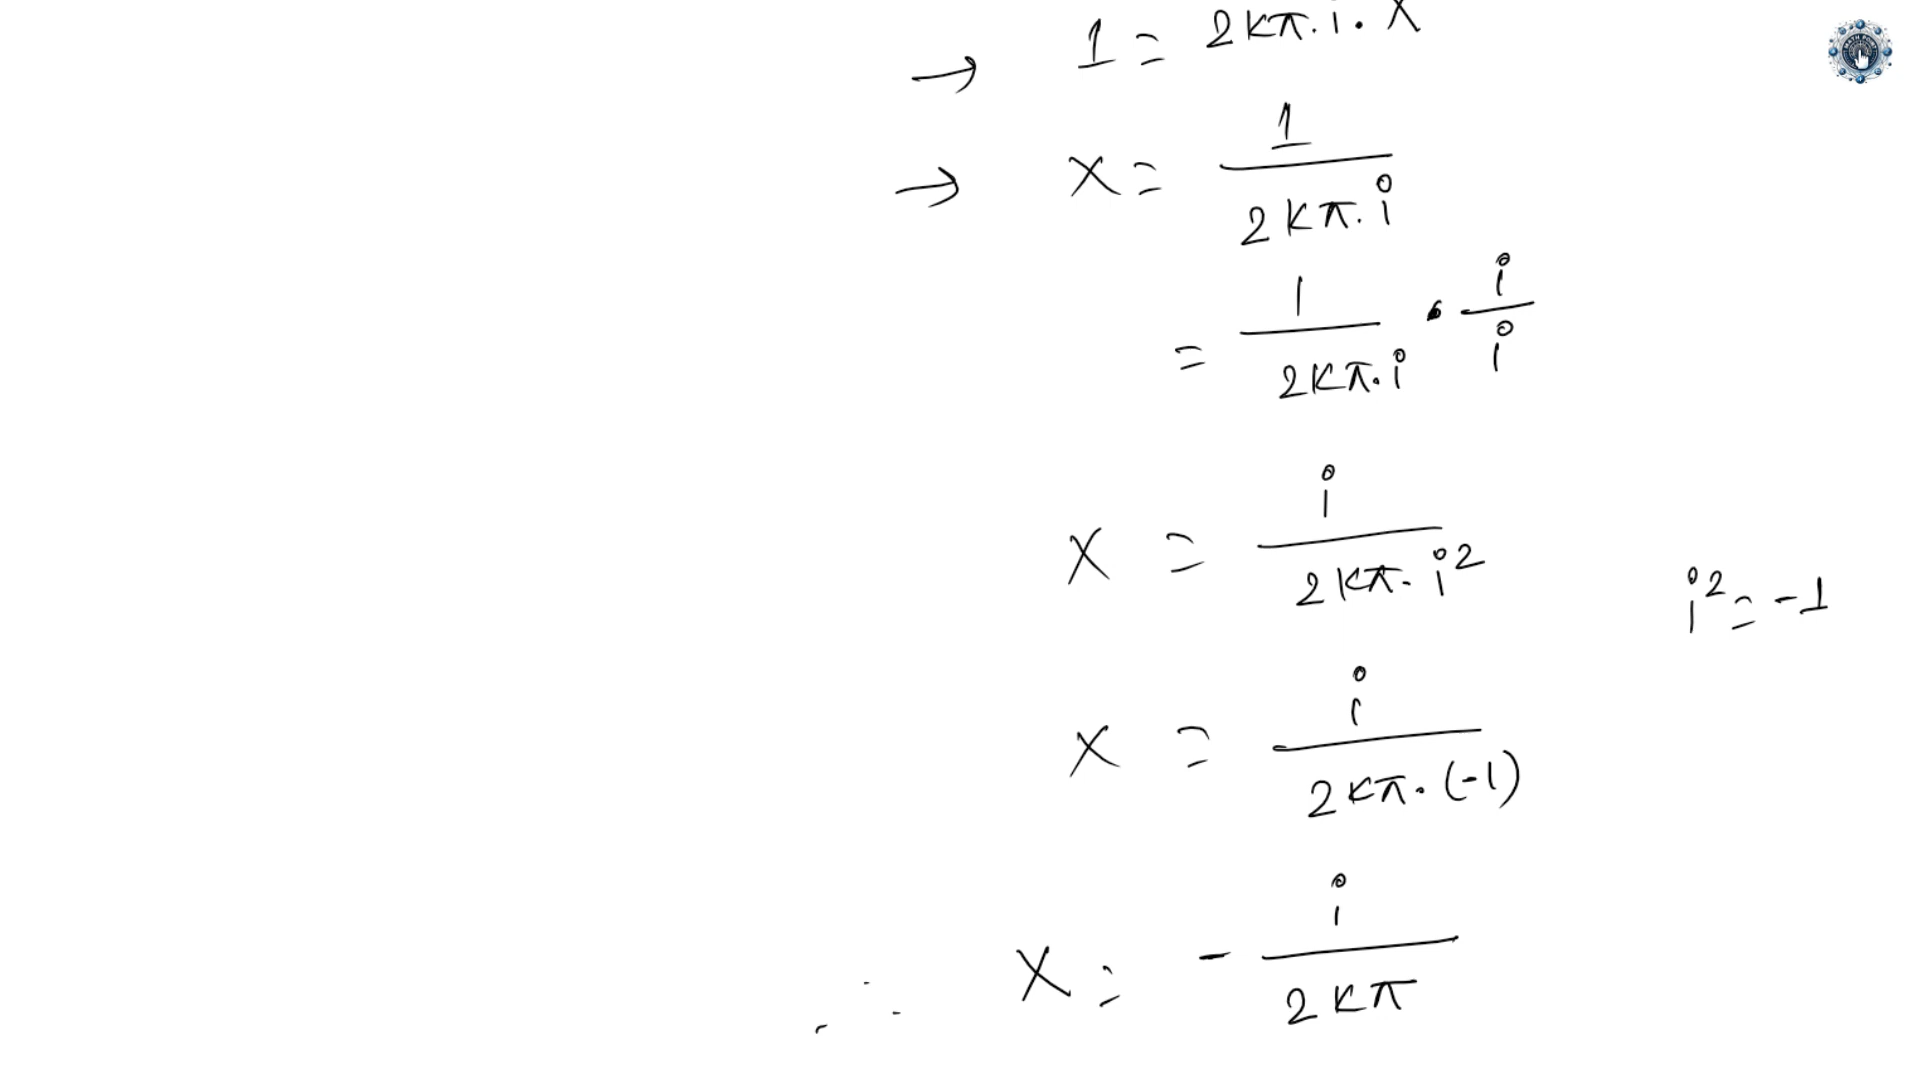 → 1 = 2kπ.i.x
→ x = 1/2kπ.i
= 1/2kπ.i . i/i
x = i/2kπ.i²
i² = -1
x = i/2kπ.(-1)
∴ x = - i/2kπ